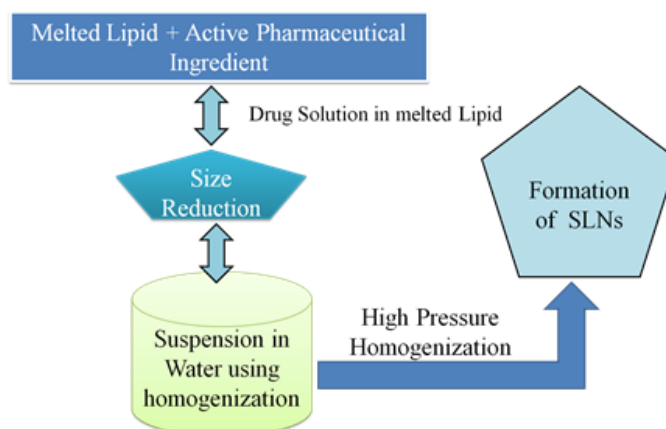 Melted Lipid + Active Pharmaceutical
Ingredient
Drug Solution in melted Lipid
Size
Reduction
Formation
of SLNs
Suspension in
Water using
homogenization
High Pressure
Homogenization